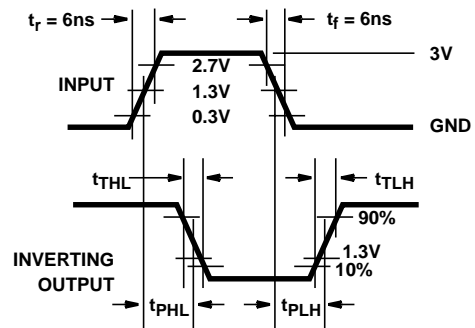 tr = 6ns
tf = 6ns
3V
INPUT
2.7V
1.3V
0.3V
GND
tTHL
tTLH
90%
INVERTING
OUTPUT
1.3V
10%
tPHL
tPLH